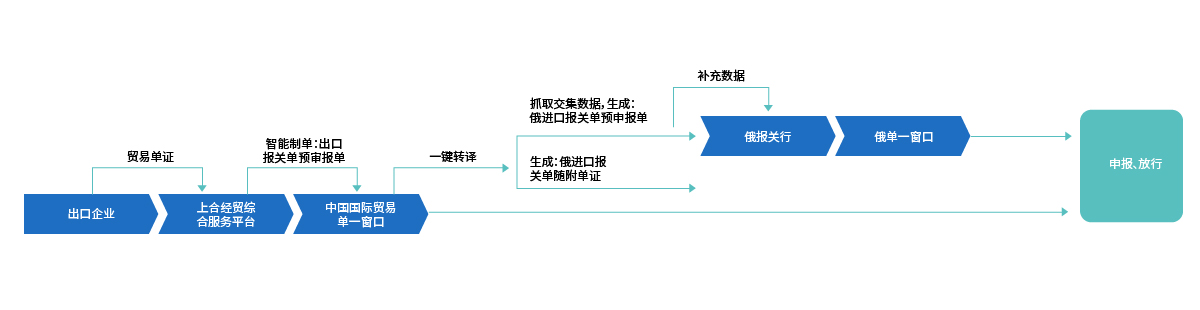 补充数据
抓取交集数据，生成：
俄进口报关单预申报单
俄报关行
俄单一窗口
智能制单：出口
报关单预审报单
贸易单证
一键转译
生成：俄进口报
关单随附单证
申报、放行
出口企业
上合经贸综
合服务平台
中国国际贸易
单一窗口